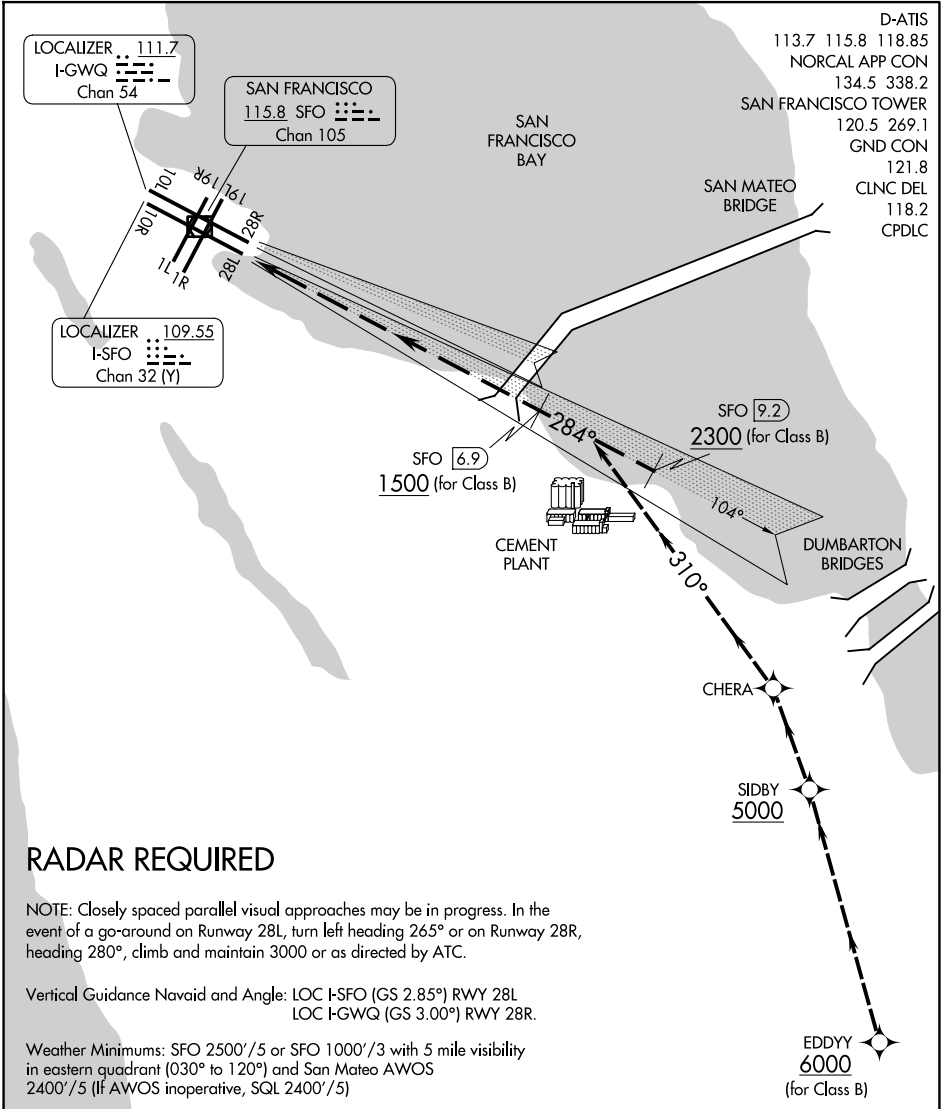 D-ATIS
113.7 115.8 118.85
NORCAL APP CON
134.5 338.2
SAN FRANCISCO TOWER
120.5 269.1
GND CON
121.8
CLNC DEL
118.2
CPDLC
LOCALIZER 111.7
I-GWQ
Chan 54
SAN FRANCISCO
115.8 SFO
Chan 105
SAN
FRANCISCO
BAY
SAN MATEO
BRIDGE
10L
19R
19L
10R
28R
1L
1R
28L
LOCALIZER 109.55
I-SFO
Chan 32 (Y)
SFO 9.2
2300 (for Class B)
284°
SFO 6.9
1500 (for Class B)
104°
CEMENT
PLANT
DUMBARTON
BRIDGES
310°
CHERA
SIDBY
5000
RADAR REQUIRED
NOTE: Closely spaced parallel visual approaches may be in progress. In the
event of a go-around on Runway 28L, turn left heading 265° or on Runway 28R,
heading 280°, climb and maintain 3000 or as directed by ATC.
Vertical Guidance Navaid and Angle: LOC I-SFO (GS 2.85°) RWY 28L
LOC I-GWQ (GS 3.00°) RWY 28R.
Weather Minimums: SFO 2500'/5 or SFO 1000'/3 with 5 mile visibility
in eastern quadrant (030° to 120°) and San Mateo AWOS
2400'/5 (If AWOS inoperative, SQL 2400'/5)
EDDYY
6000
(for Class B)